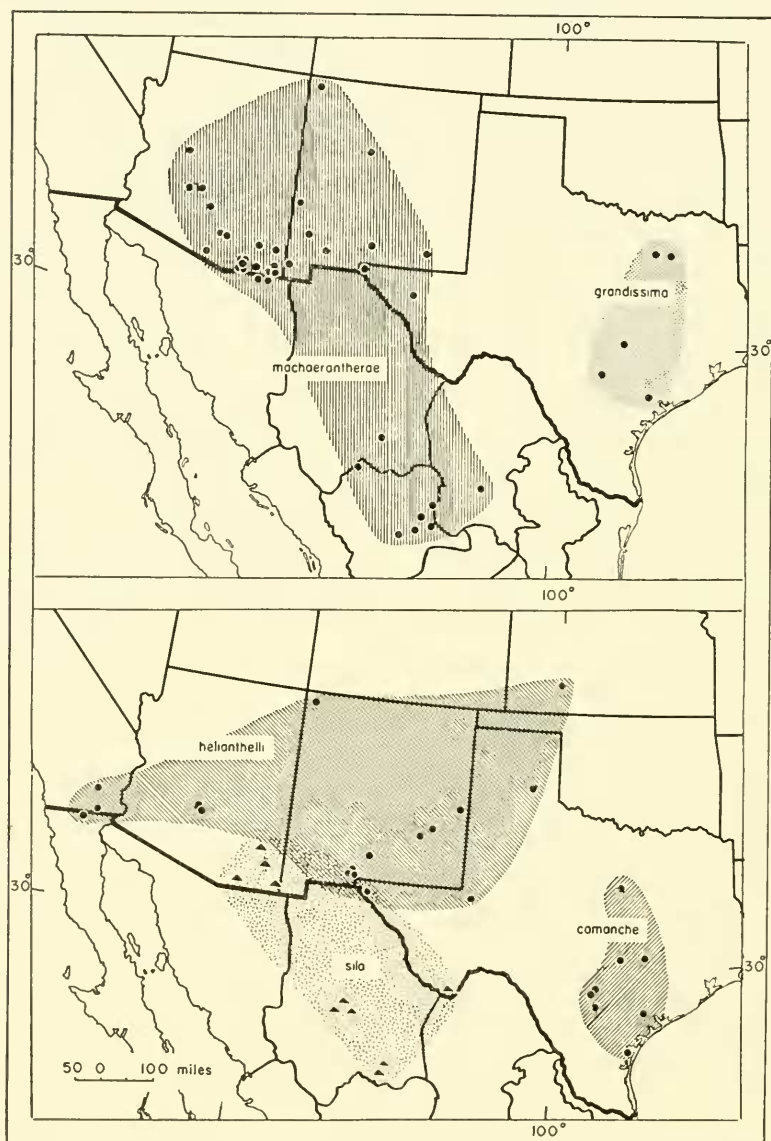 100°
30°
grandissima
30°
machaerantherae
100°
helianthelli
30°
comanche
30°
sila
50 0 100 miles
100°